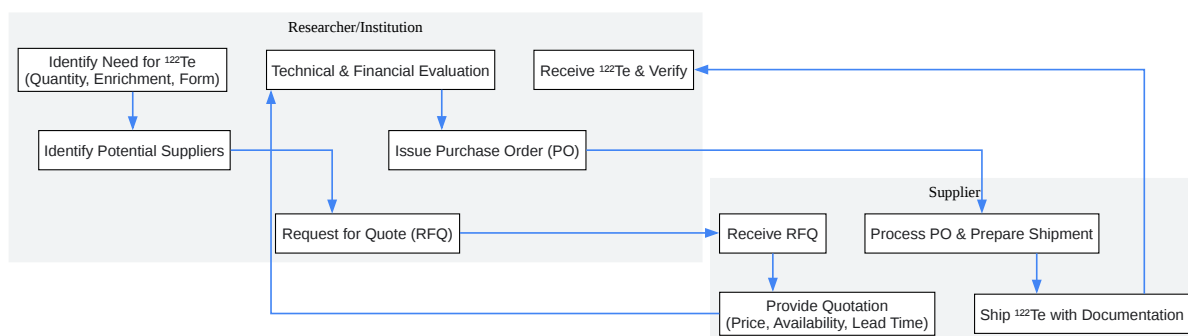 Researcher/Institution
Identify Need for ¹²²Te
(Quantity, Enrichment, Form)
Technical & Financial Evaluation
Receive ¹²²Te & Verify
Identify Potential Suppliers
Issue Purchase Order (PO)
Supplier
Request for Quote (RFQ)
Receive RFQ
Process PO & Prepare Shipment
Provide Quotation
(Price, Availability, Lead Time)
Ship ¹²²Te with Documentation